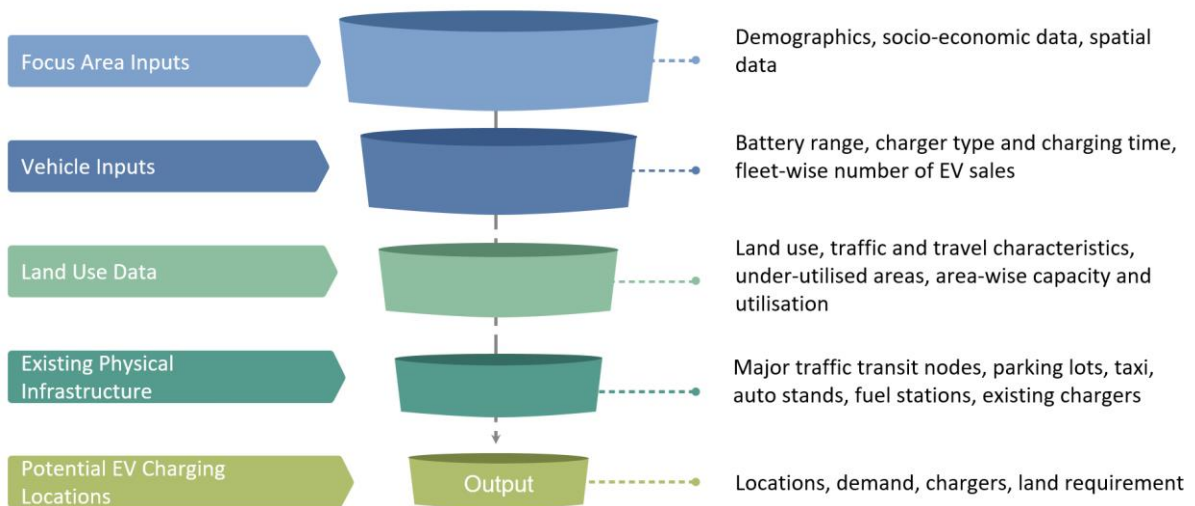 Focus Area Inputs
Demographics, socio-economic data, spatial
data
Vehicle Inputs
Battery range, charger type and charging time,
fleet-wise number of EV sales
Land Use Data
Land use, traffic and travel characteristics,
under-utilised areas, area-wise capacity and
utilisation
Existing Physical
Infrastructure
Major traffic transit nodes, parking lots, taxi,
auto stands, fuel stations, existing chargers
Potential EV Charging
Locations
Output
Locations, demand, chargers, land requirement